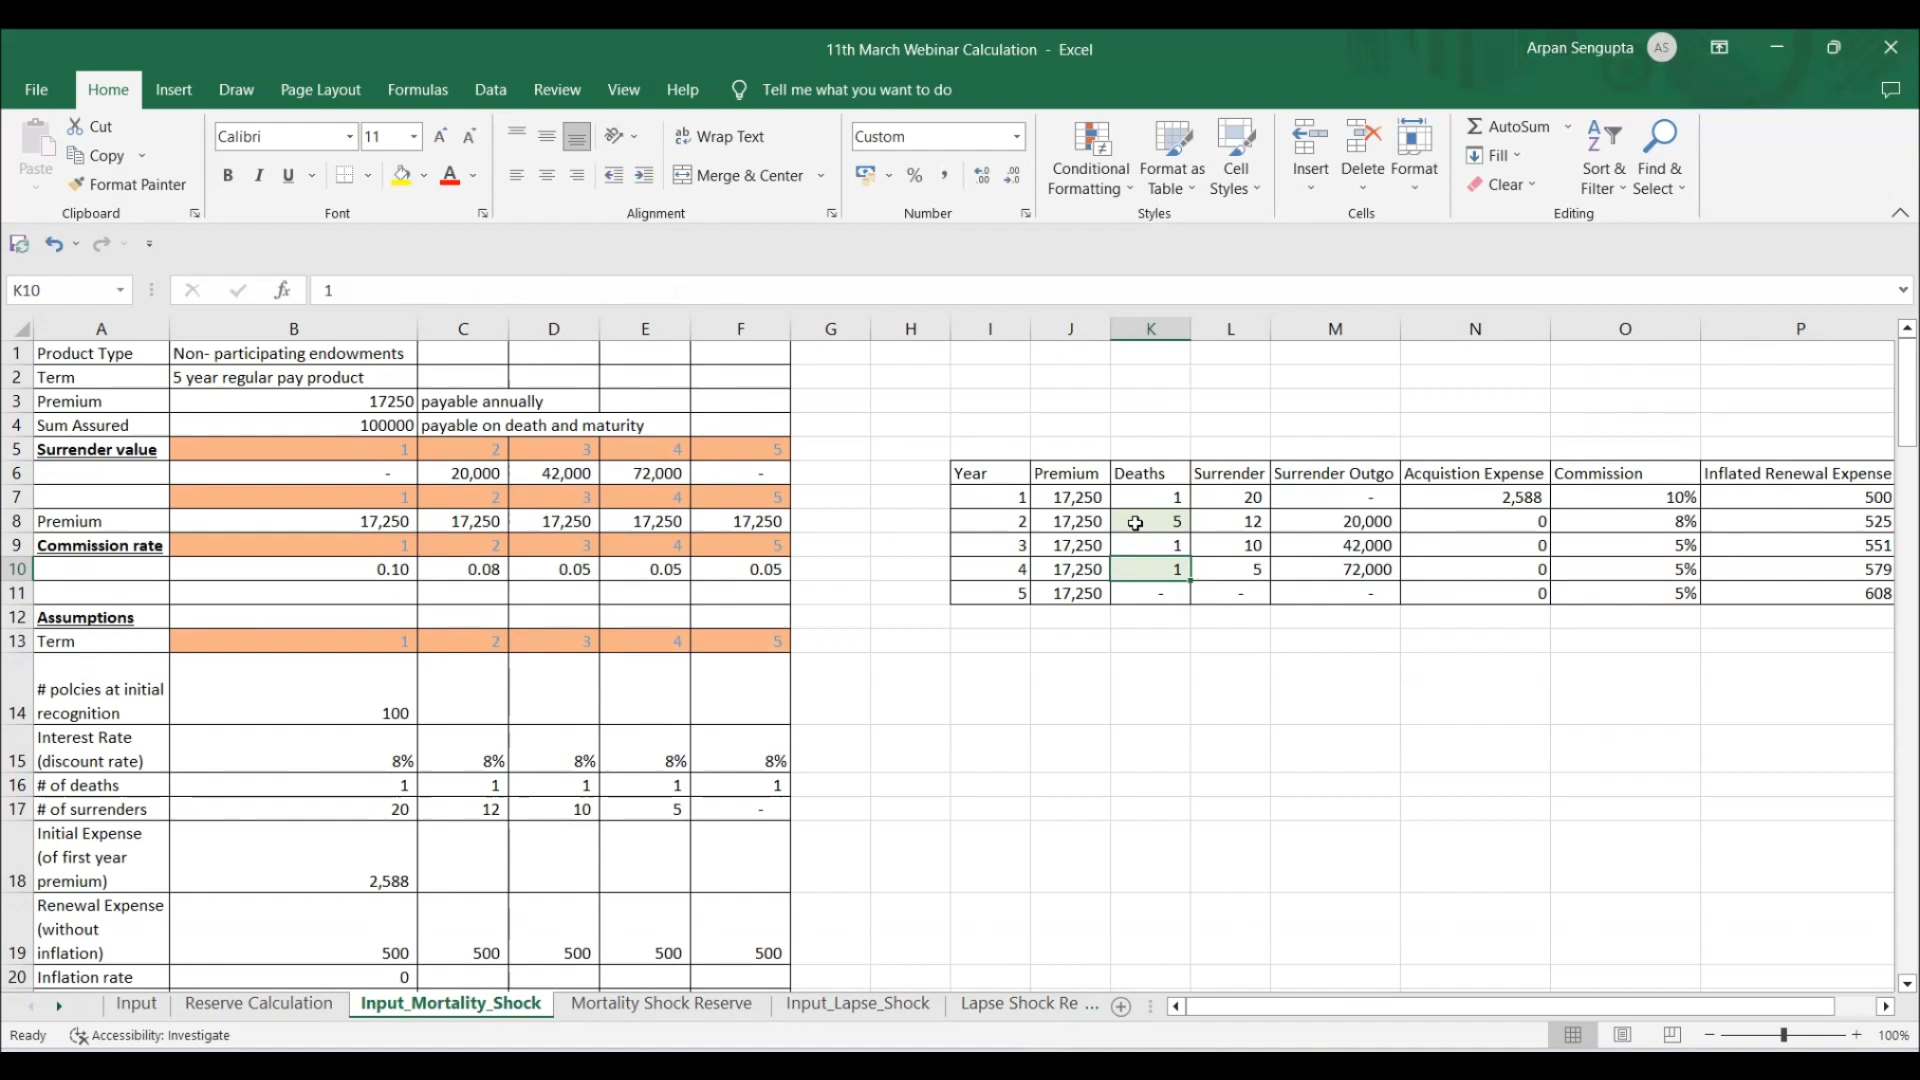 11th March Webinar Calculation - Excel
Arpan Sengupta AS
File Home Insert Draw Page Layout Formulas Data Review View Help Tell me what you want to do
Paste
Cut
Copy
Format Painter
Clipboard
Calibri 11
B I U
Font
Wrap Text
Merge & Center
Alignment
Custom
Number
Conditional Formatting
Format as Table
Cell Styles
Styles
Insert Delete Format
Cells
AutoSum
Fill
Clear
Sort & Filter
Find & Select
Editing
K10 fx 1
A B C D E F G H I J K L M N O P
1 Product Type Non- participating endowments
2 Term 5 year regular pay product
3 Premium 17250 payable annually
4 Sum Assured 100000 payable on death and maturity
5 Surrender value 1 2 3 4 5
6 - 20,000 42,000 72,000 - Year Premium Deaths Surrender Surrender Outgo Acquistion Expense Commission Inflated Renewal Expense
7 1 2 3 4 5 1 17,250 1 20 - 2,588 10% 500
8 Premium 17,250 17,250 17,250 17,250 17,250 2 17,250 5 12 20,000 0 8% 525
9 Commission rate 1 2 3 4 5 3 17,250 1 10 42,000 0 5% 551
10 0.10 0.08 0.05 0.05 0.05 4 17,250 1 5 72,000 0 5% 579
11 5 17,250 - - - 0 5% 608
12 Assumptions
13 Term 1 2 3 4 5
# polcies at initial
14 recognition 100
Interest Rate
15 (discount rate) 8% 8% 8% 8% 8%
16 # of deaths 1 1 1 1 1
17 # of surrenders 20 12 10 5 -
Initial Expense
(of first year
18 premium) 2,588
Renewal Expense
(without
19 inflation) 500 500 500 500 500
20 Inflation rate 0
Input Reserve Calculation Input_Mortality_Shock Mortality Shock Reserve Input_Lapse_Shock Lapse Shock Re ...
Ready Accessibility: Investigate 100%